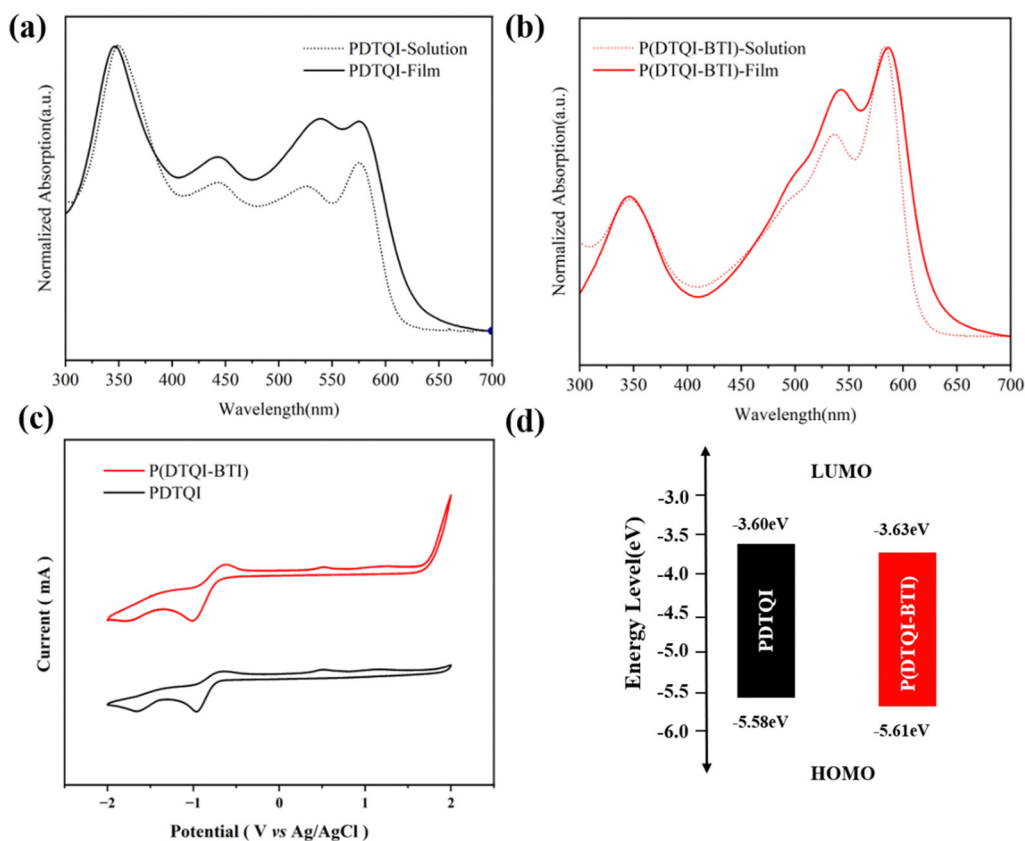 (a)
PDTQI-Solution
PDTQI-Film
Normalized Absorption(a.u.)
300 350 400 450 500 550 600 650 700
Wavelength(nm)
(b)
P(DTQI-BTI)-Solution
P(DTQI-BTI)-Film
Normalized Absorption(a.u.)
300 350 400 450 500 550 600 650 700
Wavelength(nm)
(c)
P(DTQI-BTI)
PDTQI
Current ( mA )
−2 −1 0 1 2
Potential ( V vs Ag/AgCl )
(d)
LUMO
Energy Level(eV)
-3.0
-3.5
-4.0
-4.5
-5.0
-5.5
-6.0
-3.60eV
PDTQI
-5.58eV
-3.63eV
P(DTQI-BTI)
-5.61eV
HOMO